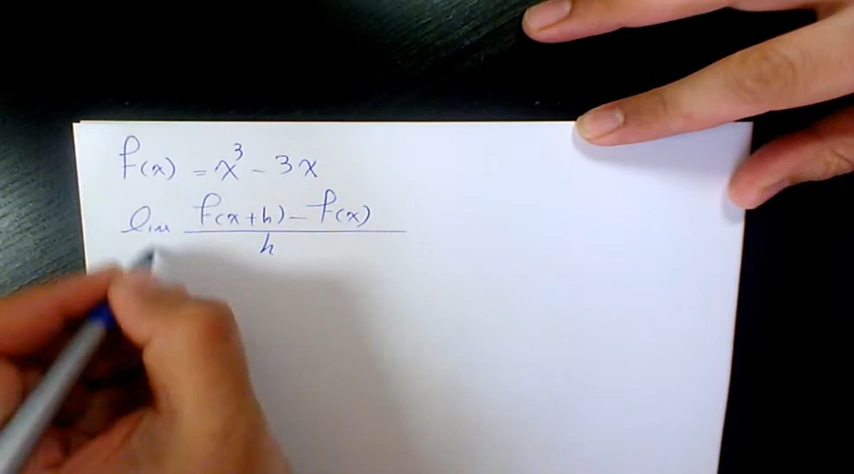 f(x) = x³ - 3x
lim f(x+h) - f(x)
h